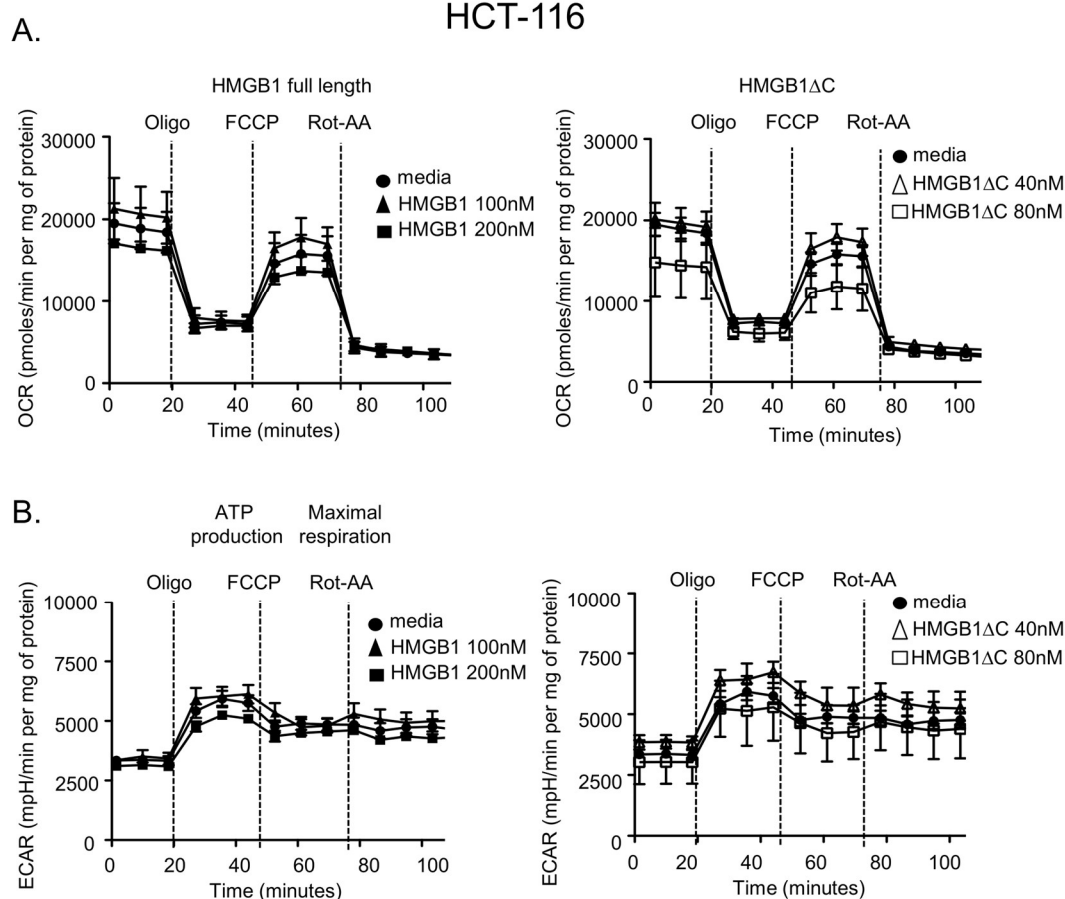 HCT-116
A.
HMGB1 full length
Oligo FCCP Rot-AA
OCR (pmoles/min per mg of protein)
30000
20000
10000
0
0 20 40 60 80 100
Time (minutes)
media
HMGB1 100nM
HMGB1 200nM
HMGB1ΔC
Oligo FCCP Rot-AA
OCR (pmoles/min per mg of protein)
30000
20000
10000
0
0 20 40 60 80 100
Time (minutes)
media
HMGB1ΔC 40nM
HMGB1ΔC 80nM
B.
ATP
production
Maximal
respiration
Oligo FCCP Rot-AA
ECAR (mpH/min per mg of protein)
10000
7500
5000
2500
0
0 20 40 60 80 100
Time (minutes)
media
HMGB1 100nM
HMGB1 200nM
Oligo FCCP Rot-AA
ECAR (mpH/min per mg of protein)
10000
7500
5000
2500
0
0 20 40 60 80 100
Time (minutes)
media
HMGB1ΔC 40nM
HMGB1ΔC 80nM